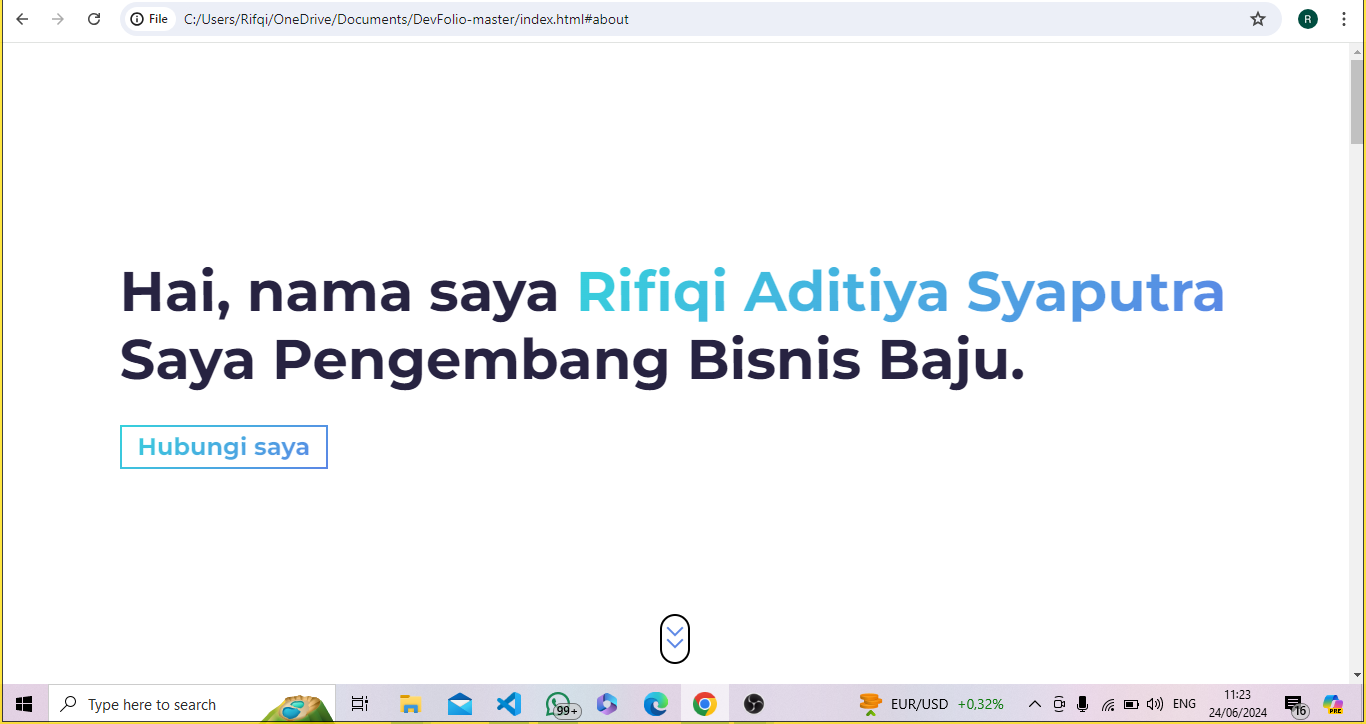 File
C:/Users/Rifqi/OneDrive/Documents/DevFolio-master/index.html#about
R
Hai, nama saya Rifiqi Aditiya Syaputra
Saya Pengembang Bisnis Baju.
Hubungi saya
Type here to search
99+
EUR/USD +0,32%
ENG
11:23
24/06/2024
16
PRE